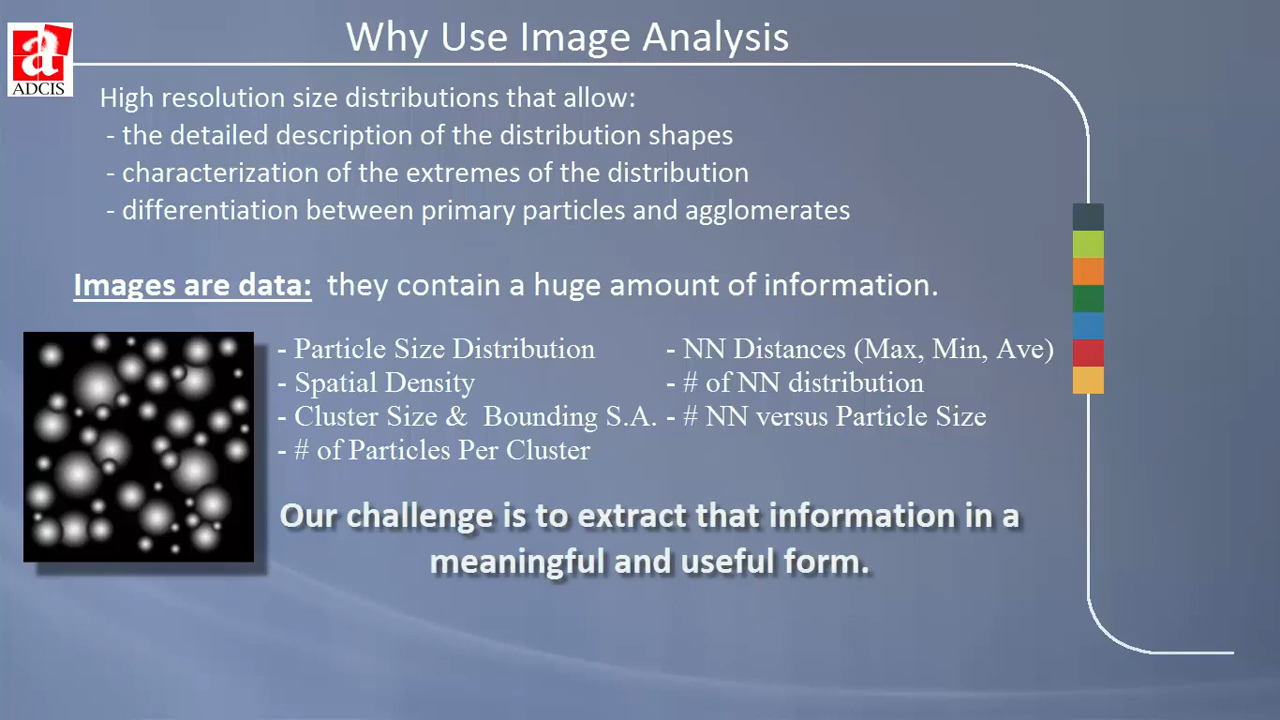 Why Use Image Analysis
a
ADCIS
High resolution size distributions that allow:
- the detailed description of the distribution shapes
- characterization of the extremes of the distribution
- differentiation between primary particles and agglomerates
Images are data: they contain a huge amount of information.
- Particle Size Distribution
- Spatial Density
- Cluster Size & Bounding S.A.
- # of Particles Per Cluster
- NN Distances (Max, Min, Ave)
- # of NN distribution
- # NN versus Particle Size
Our challenge is to extract that information in a
meaningful and useful form.